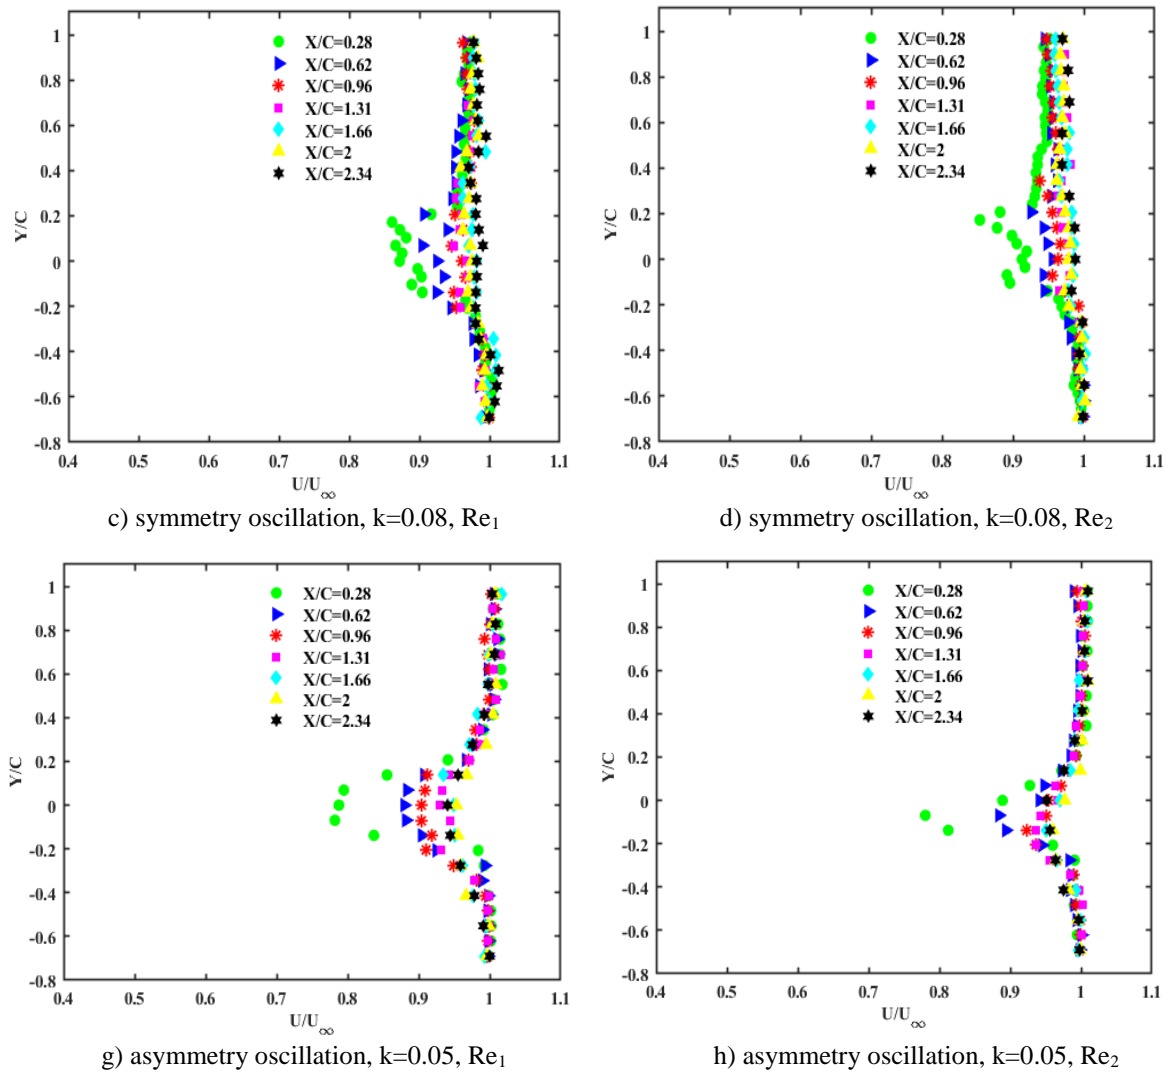 1
0.8
0.6
0.4
0.2
0
-0.2
-0.4
-0.6
-0.8
Y/C
X/C=0.28
X/C=0.62
X/C=0.96
X/C=1.31
X/C=1.66
X/C=2
X/C=2.34
0.4 0.5 0.6 0.7 0.8 0.9 1 1.1
U/U∞
c) symmetry oscillation, k=0.08, Re1
1
0.8
0.6
0.4
0.2
0
-0.2
-0.4
-0.6
-0.8
Y/C
X/C=0.28
X/C=0.62
X/C=0.96
X/C=1.31
X/C=1.66
X/C=2
X/C=2.34
0.4 0.5 0.6 0.7 0.8 0.9 1 1.1
U/U∞
d) symmetry oscillation, k=0.08, Re2
1
0.8
0.6
0.4
0.2
0
-0.2
-0.4
-0.6
-0.8
Y/C
X/C=0.28
X/C=0.62
X/C=0.96
X/C=1.31
X/C=1.66
X/C=2
X/C=2.34
0.4 0.5 0.6 0.7 0.8 0.9 1 1.1
U/U∞
g) asymmetry oscillation, k=0.05, Re1
1
0.8
0.6
0.4
0.2
0
-0.2
-0.4
-0.6
-0.8
Y/C
X/C=0.28
X/C=0.62
X/C=0.96
X/C=1.31
X/C=1.66
X/C=2
X/C=2.34
0.4 0.5 0.6 0.7 0.8 0.9 1 1.1
U/U∞
h) asymmetry oscillation, k=0.05, Re2